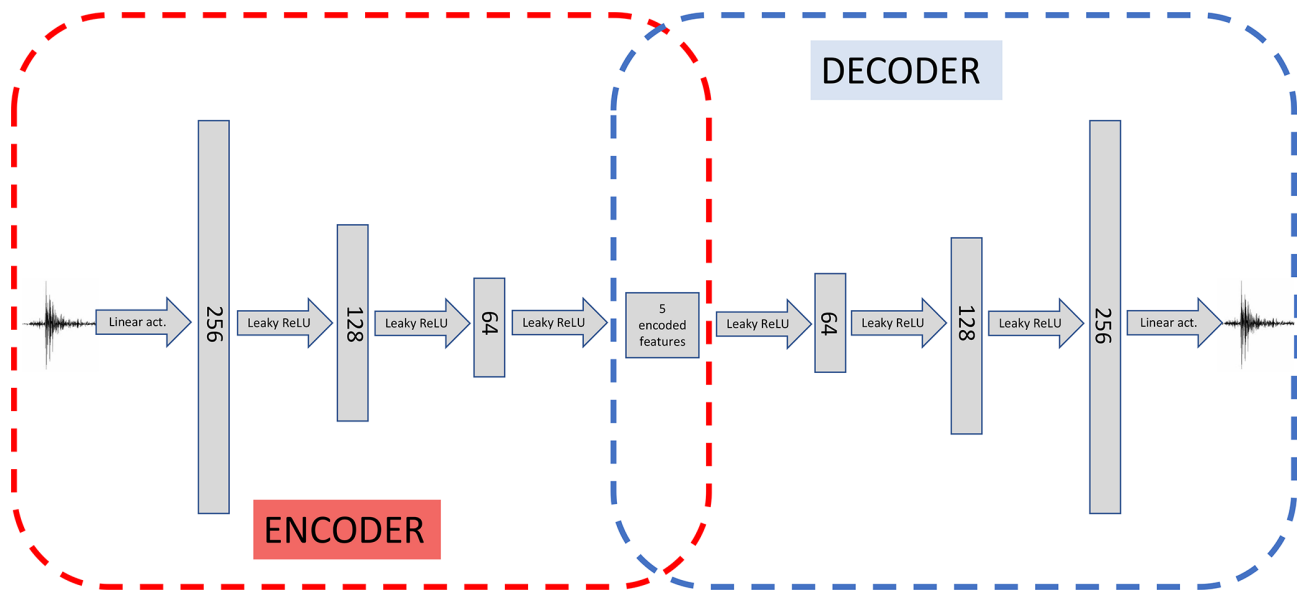 DECODER
Linear act.
256
Leaky ReLU
128
Leaky ReLU
64
Leaky ReLU
5
encoded
features
Leaky ReLU
64
Leaky ReLU
128
Leaky ReLU
256
Linear act.
ENCODER